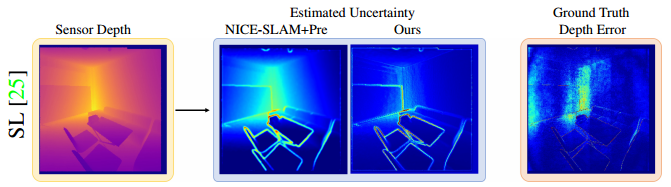 Estimated Uncertainty
Ground Truth
Sensor Depth
NICE-SLAM+Pre
Ours
Depth Error
SL [25]